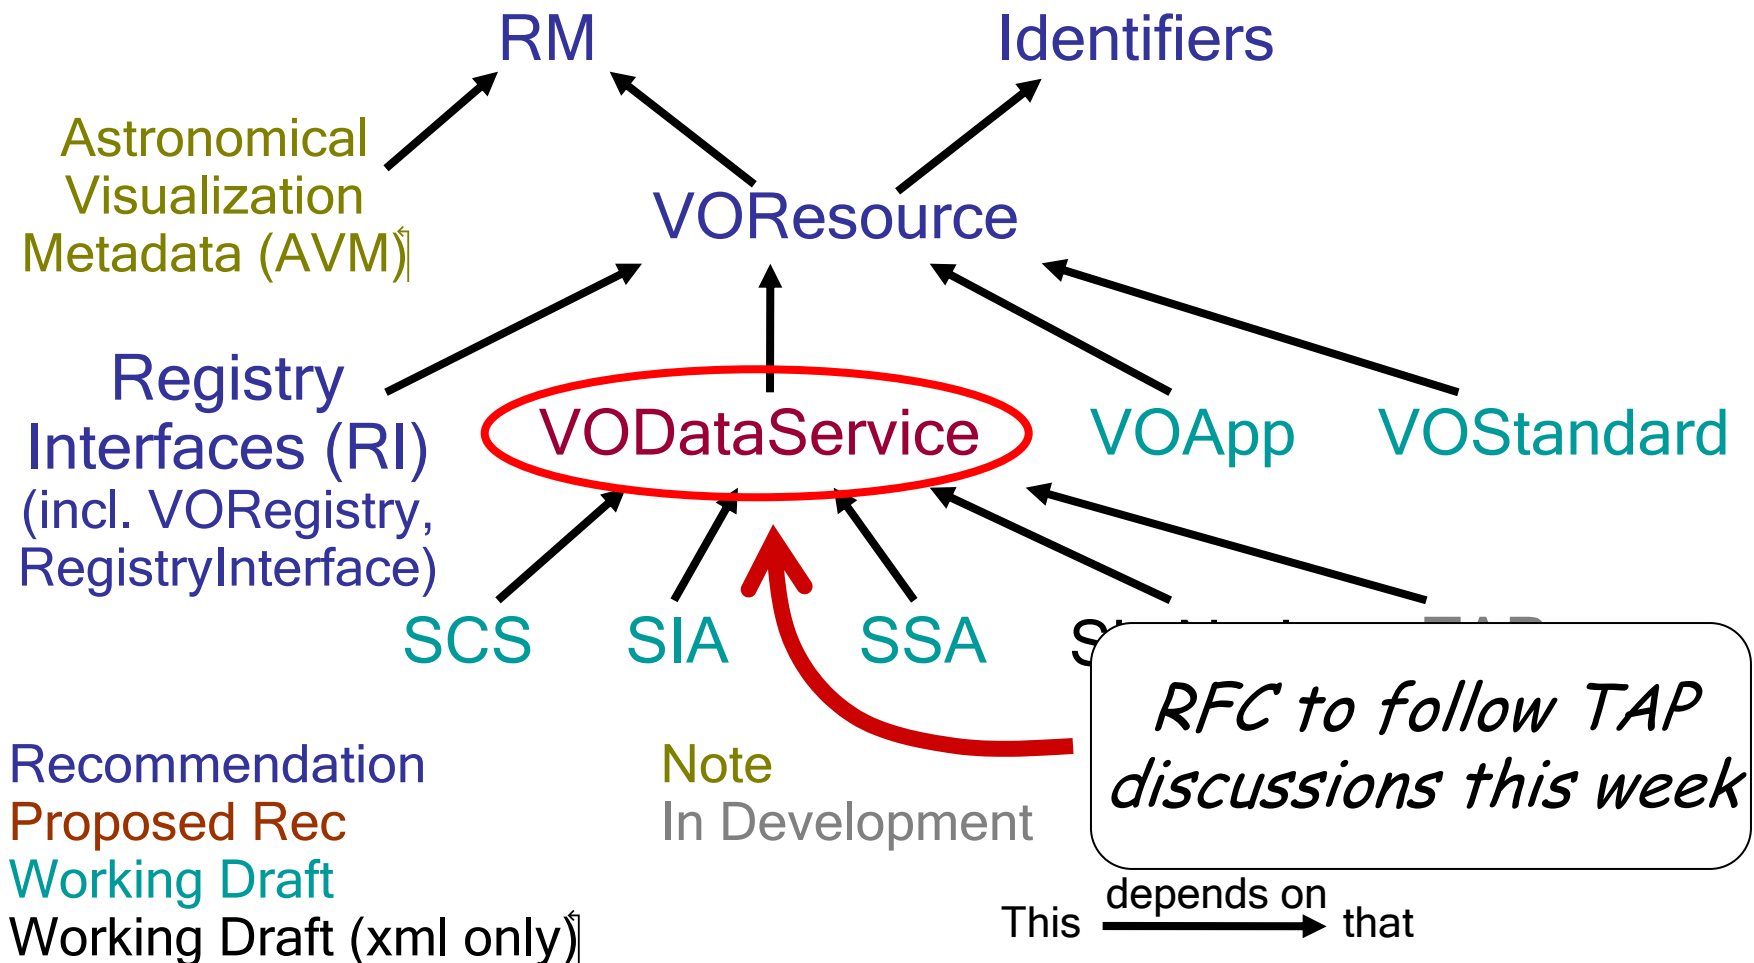 RM
Identifiers
Astronomical
Visualization
Metadata (AVM)
VOResource
Registry
Interfaces (RI)
(incl. VORegistry,
RegistryInterface)
VODataService
VOApp
VOStandard
SCS
SIA
SSA
RFC to follow TAP
discussions this week
Recommendation
Proposed Rec
Working Draft
Working Draft (xml only)
Note
In Development
This
depends on
that